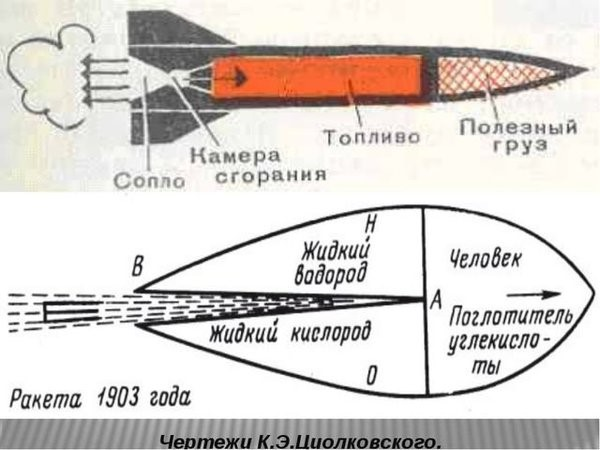 Сопло
Камера
сгорания
Топливо
Полезный
груз
В
Н
Жидкий
водород
Человек
А
Жидкий кислород
Поглотитель
углекисло-
ты
О
Ракета 1903 года
Чертежи К.Э.Циолковского.